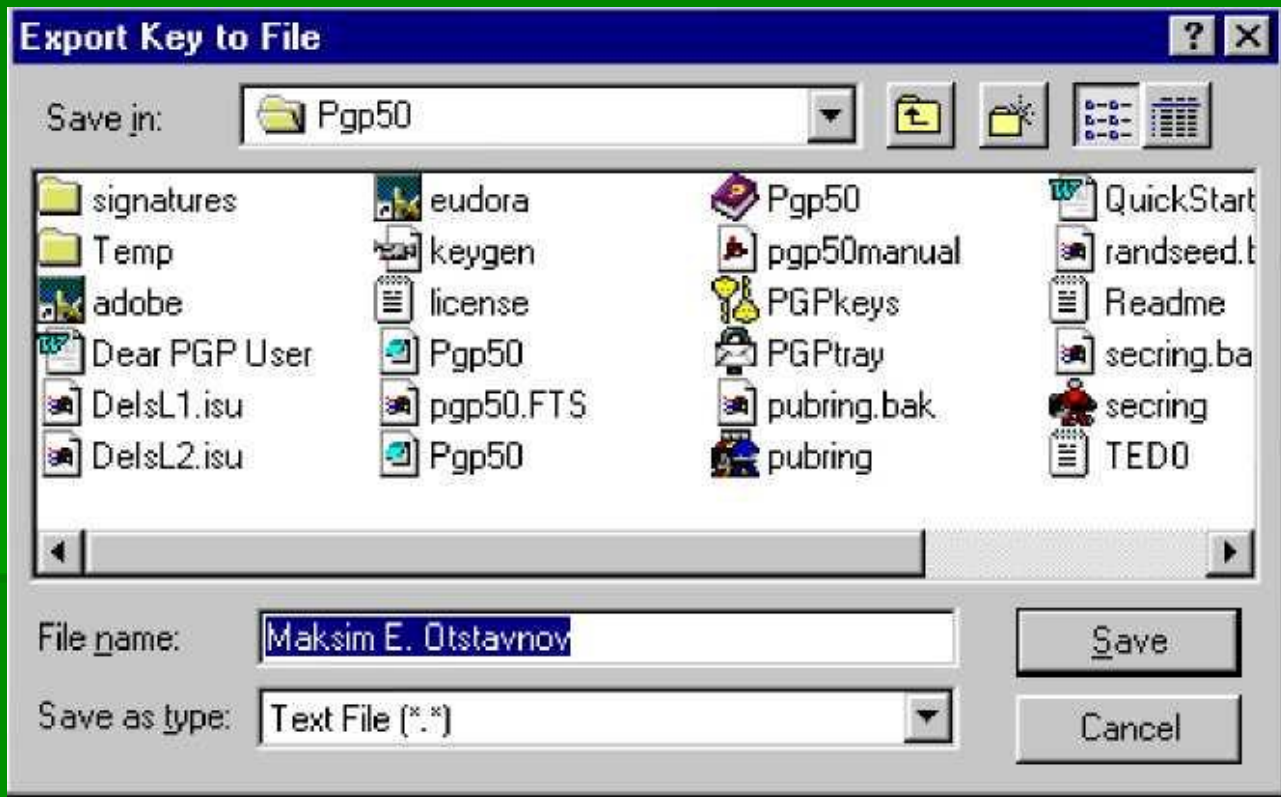 Export Key to File
Save in: Pgp50
signatures eudora Pgp50 QuickStart
Temp keygen pgp50manual randseed.b
adobe license PGPkeys Readme
Dear PGP User Pgp50 PGPtray secring.ba
DelsL1.isu pgp50.FTS pubring.bak secring
DelsL2.isu Pgp50 pubring TED0
File name: Maksim E. Otstavnov Save
Save as type: Text File (*.*) Cancel